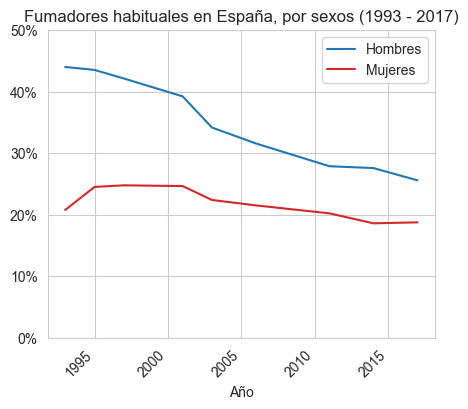 Fumadores habituales en España, por sexos (1993 - 2017)
50%
40%
30%
20%
10%
0%
Hombres
Mujeres
1995
2000
2005
2010
2015
Año